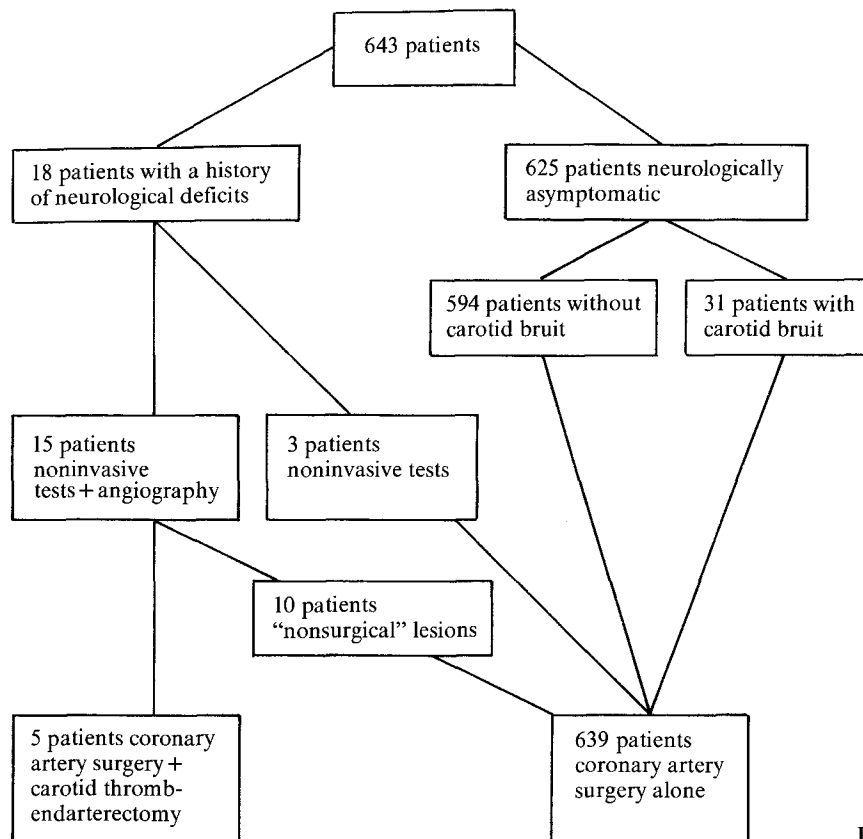 643 patients
18 patients with a history
of neurological deficits
625 patients neurologically
asymptomatic
594 patients without
carotid bruit
31 patients with
carotid bruit
15 patients
noninvasive
tests + angiography
3 patients
noninvasive tests
10 patients
“nonsurgical” lesions
5 patients coronary
artery surgery +
carotid thromb-
endarterectomy
639 patients
coronary artery
surgery alone